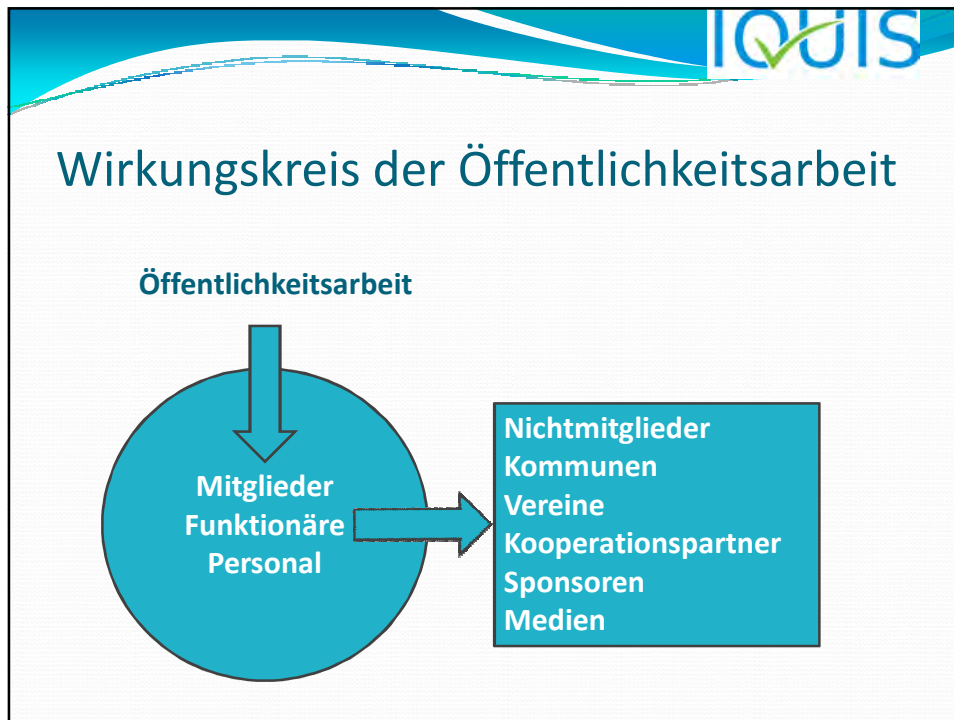 IQUIS
Wirkungskreis der Öffentlichkeitsarbeit
Öffentlichkeitsarbeit
Mitglieder
Funktionäre
Personal
Nichtmitglieder
Kommunen
Vereine
Kooperationspartner
Sponsoren
Medien